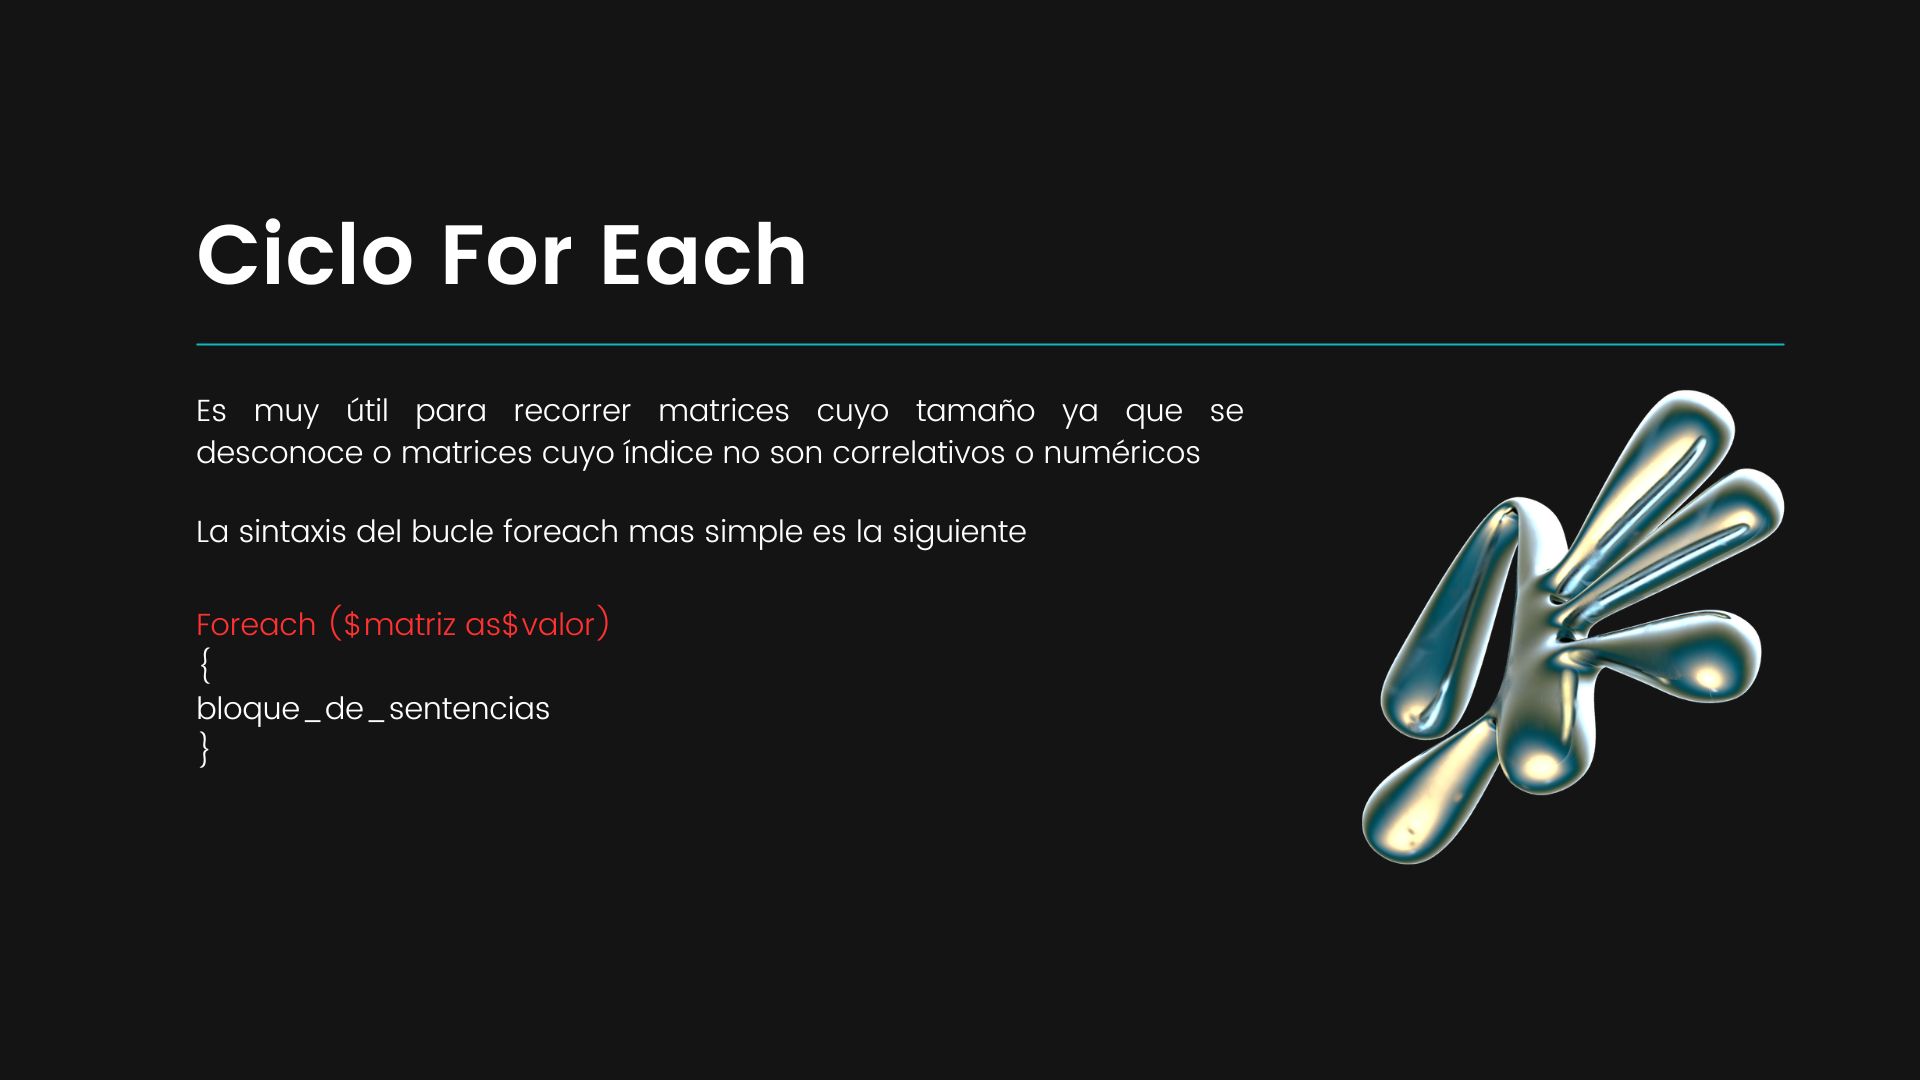 Ciclo For Each
Es muy útil para recorrer matrices cuyo tamaño ya que se
desconoce o matrices cuyo índice no son correlativos o numéricos
La sintaxis del bucle foreach mas simple es la siguiente
Foreach ($matriz as$valor)
{
bloque_de_sentencias
}